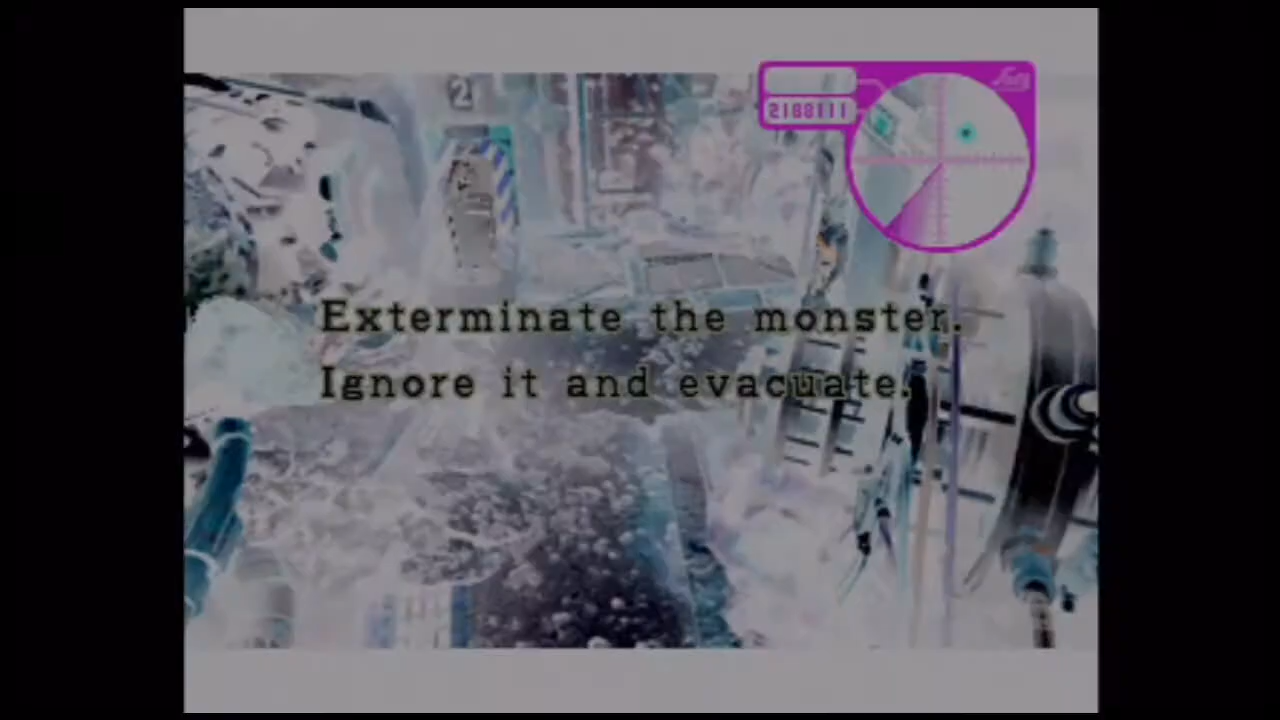 2
2188111
Exterminate the monster.
Ignore it and evacuate.